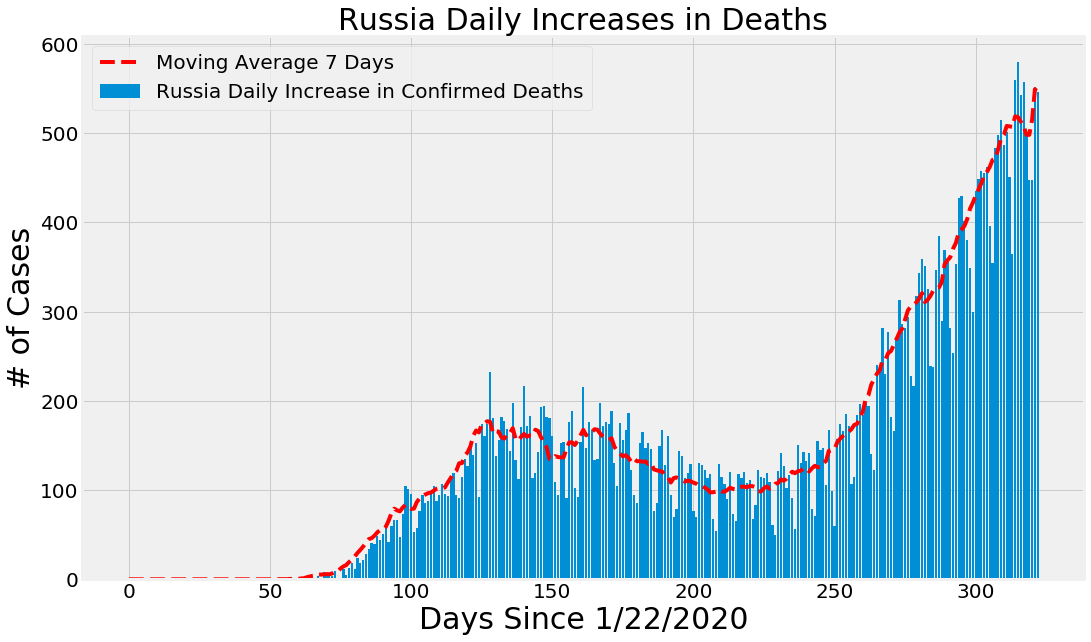 Russia Daily Increases in Deaths
Moving Average 7 Days
Russia Daily Increase in Confirmed Deaths
# of Cases
600
500
400
300
200
100
0
0 50 100 150 200 250 300
Days Since 1/22/2020